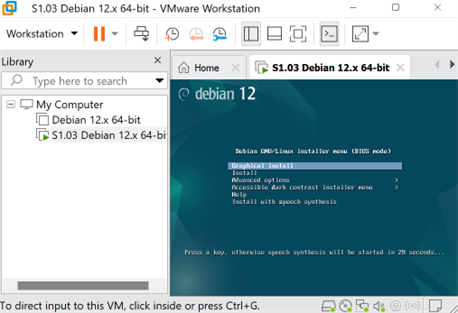 S1.03 Debian 12.x 64-bit - VMware Workstation
Workstation
Library
Home
S1.03 Debian 12.x 64-bit
Type here to search
My Computer
Debian 12.x 64-bit
S1.03 Debian 12.x 64-bi
debian 12
Debian GNU/Linux installer menu (BIOS mode)
Graphical install
Install
Advanced options >
Accessible dark contrast installer menu >
Help
Install with speech synthesis
Press a key, otherwise speech synthesis will be started in 29 seconds...
To direct input to this VM, click inside or press Ctrl+G.